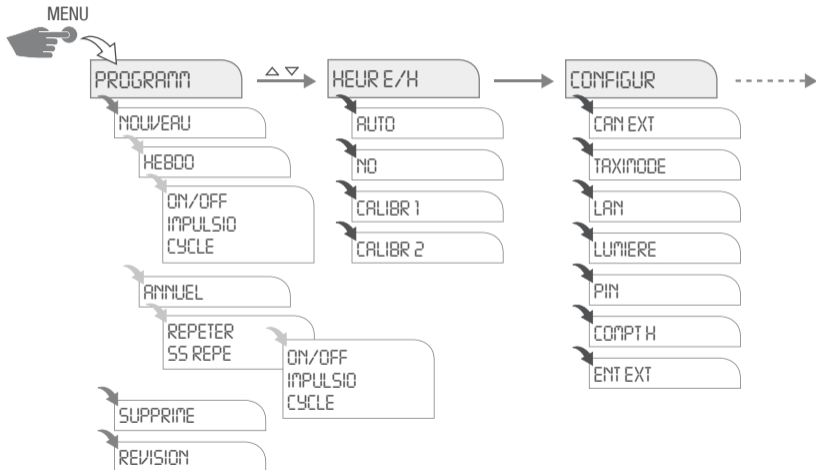 MENU
PROGRAMM
NOUVEAU
HEBDO
ON/OFF
IMPULSIO
CYCLE
ANNUEL
REPETER
SS REPE
ON/OFF
IMPULSIO
CYCLE
SUPPRIME
REVISION
HEUR E/H
AUTO
NO
CALIBR 1
CALIBR 2
CONFIGUR
CAN EXT
TAXIMODE
LAN
LUMIERE
PIN
COMPT H
ENT EXT